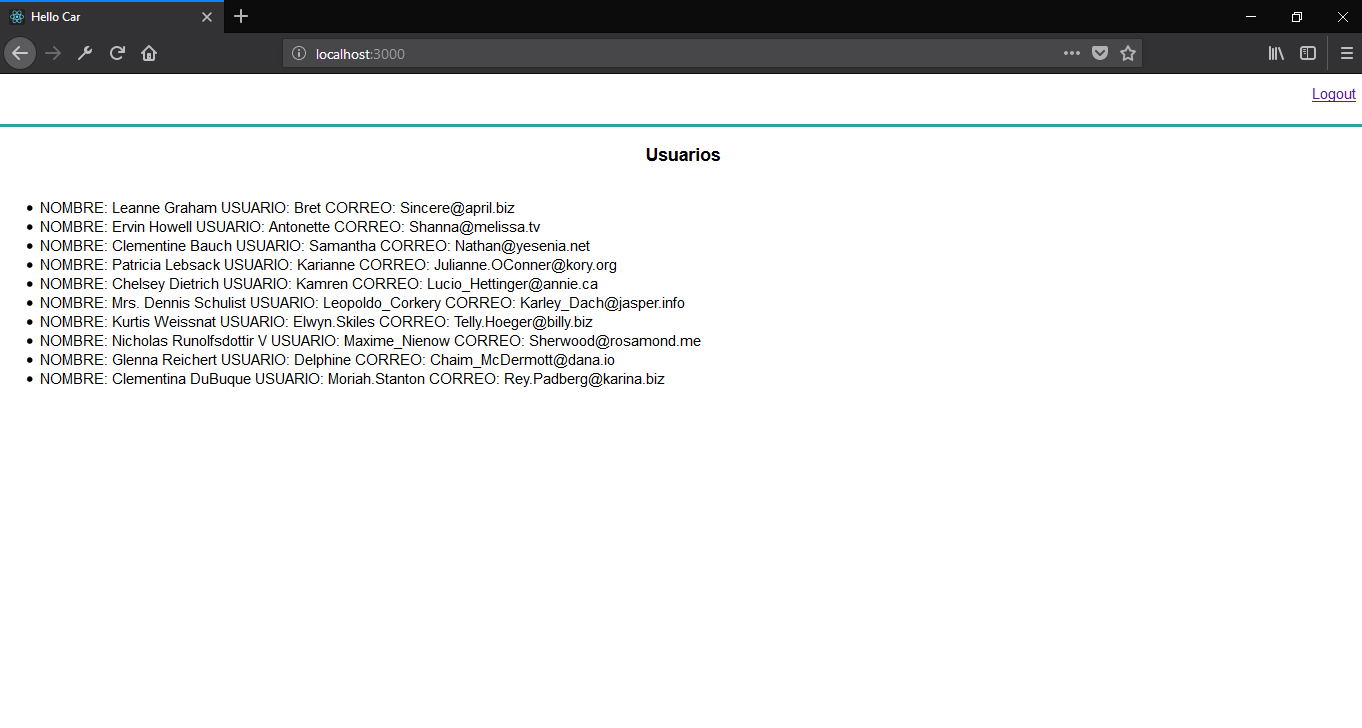 Hello Car
localhost:3000
Logout
Usuarios
NOMBRE: Leanne Graham USUARIO: Bret CORREO: Sincere@april.biz
NOMBRE: Ervin Howell USUARIO: Antonette CORREO: Shanna@melissa.tv
NOMBRE: Clementine Bauch USUARIO: Samantha CORREO: Nathan@yesenia.net
NOMBRE: Patricia Lebsack USUARIO: Karianne CORREO: Julianne.OConner@kory.org
NOMBRE: Chelsey Dietrich USUARIO: Kamren CORREO: Lucio_Hettinger@annie.ca
NOMBRE: Mrs. Dennis Schulist USUARIO: Leopoldo_Corkery CORREO: Karley_Dach@jasper.info
NOMBRE: Kurtis Weissnat USUARIO: Elwyn.Skiles CORREO: Telly.Hoeger@billy.biz
NOMBRE: Nicholas Runolfsdottir V USUARIO: Maxime_Nienow CORREO: Sherwood@rosamond.me
NOMBRE: Glenna Reichert USUARIO: Delphine CORREO: Chaim_McDermott@dana.io
NOMBRE: Clementina DuBuque USUARIO: Moriah.Stanton CORREO: Rey.Padberg@karina.biz